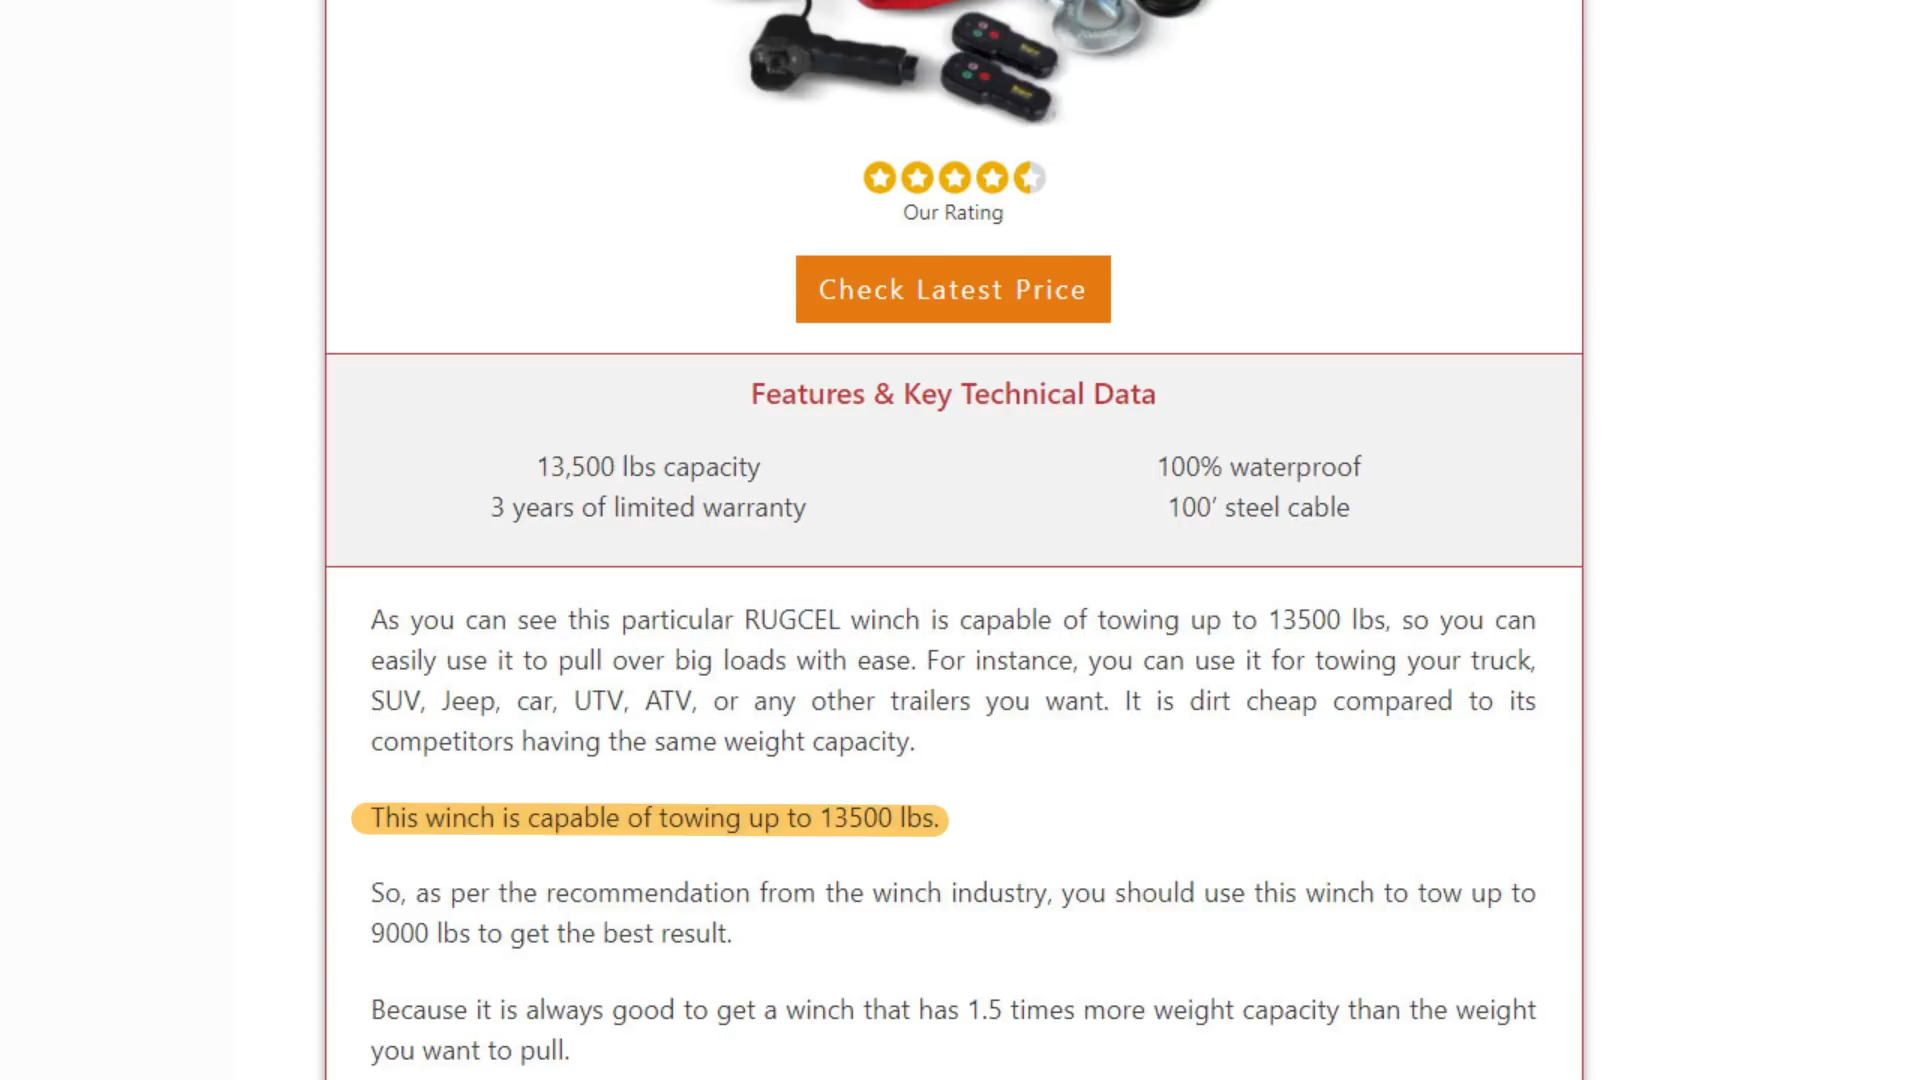 Our Rating
Check Latest Price
Features & Key Technical Data
13,500 lbs capacity
3 years of limited warranty
100% waterproof
100’ steel cable
As you can see this particular RUGCEL winch is capable of towing up to 13500 lbs, so you can
easily use it to pull over big loads with ease. For instance, you can use it for towing your truck,
SUV, Jeep, car, UTV, ATV, or any other trailers you want. It is dirt cheap compared to its
competitors having the same weight capacity.
This winch is capable of towing up to 13500 lbs.
So, as per the recommendation from the winch industry, you should use this winch to tow up to
9000 lbs to get the best result.
Because it is always good to get a winch that has 1.5 times more weight capacity than the weight
you want to pull.